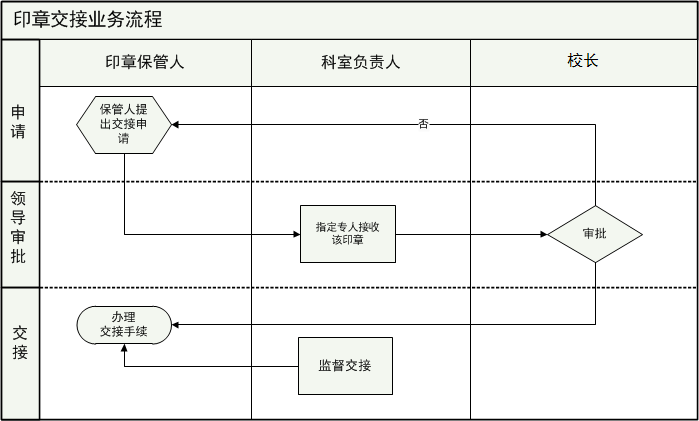 印章交接业务流程
印章保管人
科室负责人
校长
申
请
保管人提
出交接申
请
否
领
导
审
批
指定专人接收
该印章
审批
交
接
办理
交接手续
监督交接